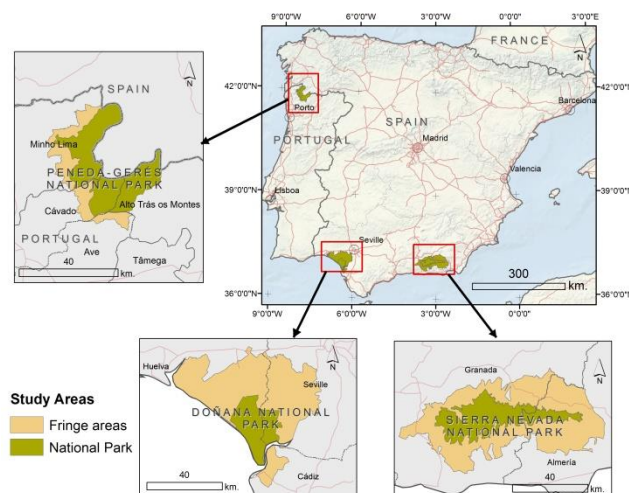 9°0'0"W 6°0'0"W 3°0'0"W 0°0'0" 3°0'0"E
FRANCE
N
42°0'0"N
42°0'0"N
Porto
Barcelona
SPAIN
PORTUGAL
Madrid
Valencia
39°0'0"N
39°0'0"N
Lisboa
Seville
300
km.
36°0'0"N
36°0'0"N
9°0'0"W 6°0'0"W 3°0'0"W 0°0'0" 3°0'0"E
SPAIN
N
Minho Lima
PENEDA-GERÊS
NATIONAL PARK
Alto Trás os Montes
Cávado
PORTUGAL
Ave
Tâmega
40
km.
Study Areas
Fringe areas
National Park
Huelva
N
Seville
DOÑANA NATIONAL
PARK
40
km.
Cádiz
Granada
N
SIERRA NEVADA
NATIONAL PARK
Almería
40
km.